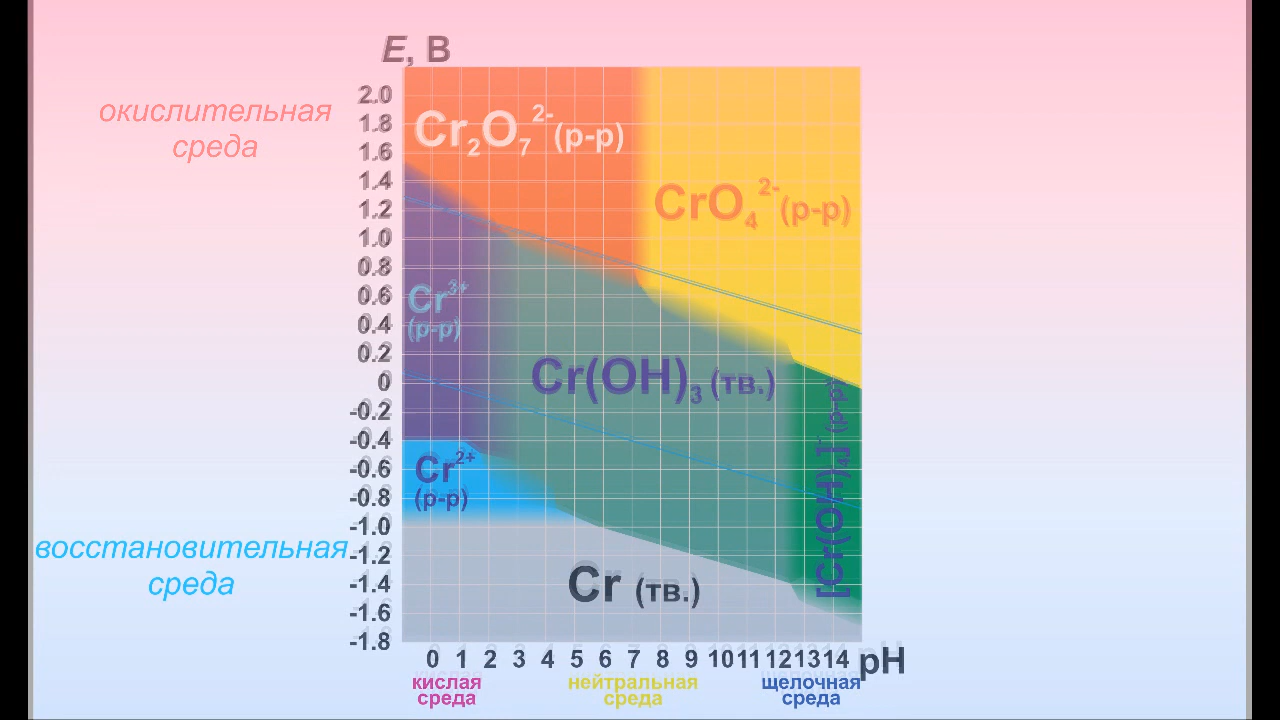 E, В
окислительная
среда
2.0
1.8
1.6
1.4
1.2
1.0
0.8
0.6
0.4
0.2
0
-0.2
-0.4
-0.6
-0.8
-1.0
-1.2
-1.4
-1.6
-1.8
Cr₂O₇²⁻(р-р)
CrO₄²⁻(р-р)
Cr³⁺
(р-р)
Cr(OH)₃ (тв.)
Cr²⁺
(р-р)
[Cr(OH)₄]⁻(р-р)
восстановительная
среда
Cr (тв.)
0 1 2 3 4 5 6 7 8 9 10 11 12 13 14 pH
кислая
среда
нейтральная
среда
щелочная
среда